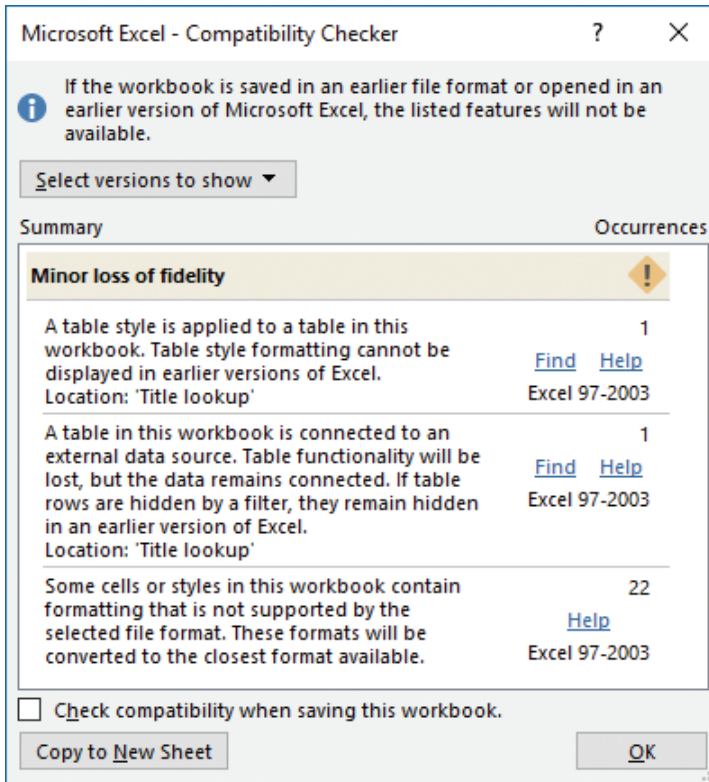 Microsoft Excel - Compatibility Checker ?
If the workbook is saved in an earlier file format or opened in an
earlier version of Microsoft Excel, the listed features will not be
available.
Select versions to show
Summary Occurrences
Minor loss of fidelity !
A table style is applied to a table in this 1
workbook. Table style formatting cannot be Find Help
displayed in earlier versions of Excel. Excel 97-2003
Location: 'Title lookup'
A table in this workbook is connected to an 1
external data source. Table functionality will be Find Help
lost, but the data remains connected. If table Excel 97-2003
rows are hidden by a filter, they remain hidden
in an earlier version of Excel.
Location: 'Title lookup'
Some cells or styles in this workbook contain 22
formatting that is not supported by the Help
selected file format. These formats will be Excel 97-2003
converted to the closest format available.
Check compatibility when saving this workbook.
Copy to New Sheet OK